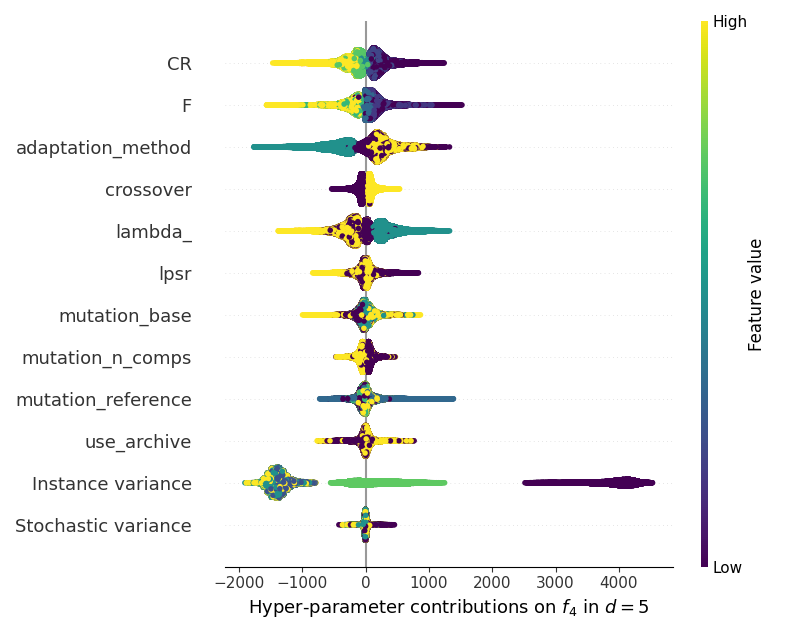 High
CR
F
adaptation_method
crossover
lambda_
lpsr
mutation_base
mutation_n_comps
mutation_reference
use_archive
Instance variance
Stochastic variance
Feature value
Low
−2000 −1000 0 1000 2000 3000 4000
Hyper-parameter contributions on f₄ in d = 5